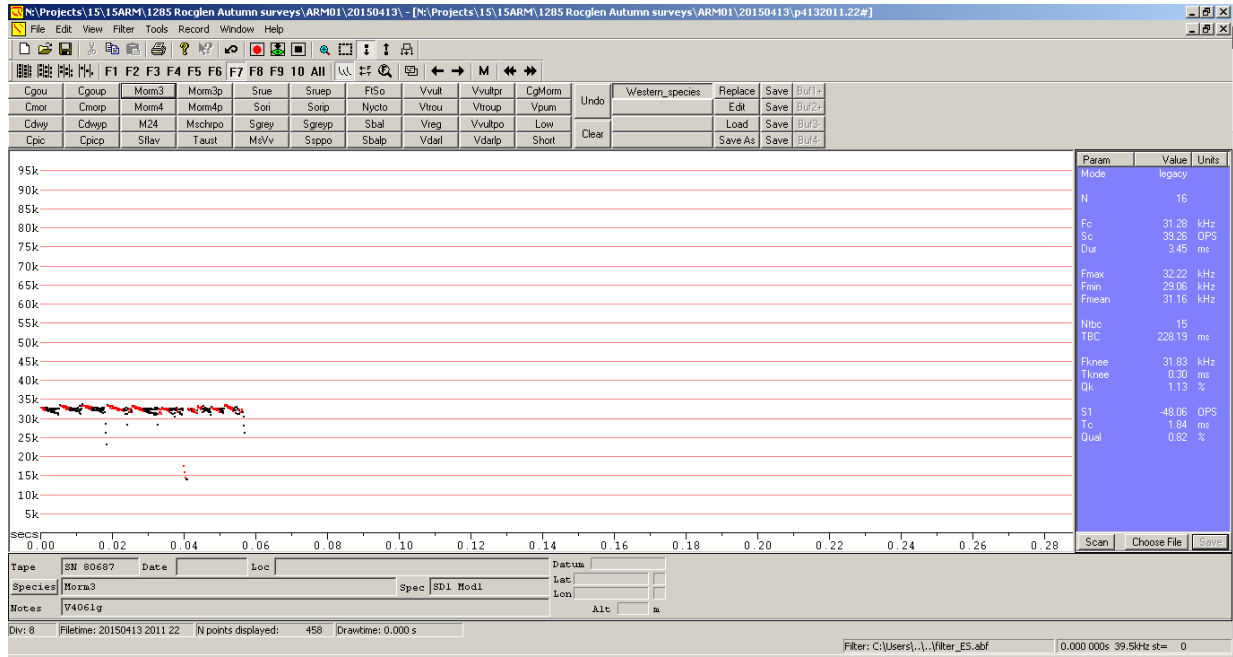 N:\Projects\15\15ARM\1285 Rocglen Autumn surveys\ARM01\20150413\ - [N:\Projects\15\15ARM\1285 Rocglen Autumn surveys\ARM01\20150413\p4132011.22#]
File Edit View Filter Tools Record Window Help
F1 F2 F3 F4 F5 F6 F7 F8 F9 10 All M
Cgou Cgoup Morm3 Morm3p Srue Sruep FtSo Vvult Vvultpr CgMorm Undo Western_species Replace Save Buf1+
Cmor Cmorp Morm4 Morm4p Sori Sorip Nycto Vtrou Vtroup Vpum Edit Save Buf2+
Cdwy Cdwyp M24 Mschrpo Sgrey Sgreyp Sbal Vreg Vvultpo Low Clear Load Save Buf3-
Cpic Cpicp Sflav Taust MsVv Ssppo Sbalp Vdarl Vdarlp Short Save As Save Buf4-
95k
90k
85k
80k
75k
70k
65k
60k
55k
50k
45k
40k
35k
30k
25k
20k
15k
10k
5k
secs
0.00 0.02 0.04 0.06 0.08 0.10 0.12 0.14 0.16 0.18 0.20 0.22 0.24 0.26 0.28
Param Value Units
Mode legacy
N 16
Fc 31.28 kHz
Sc 39.26 OPS
Dur 3.45 ms
Fmax 32.22 kHz
Fmin 29.06 kHz
Fmean 31.16 kHz
Ntbc 15
TBC 228.19 ms
Fknee 31.83 kHz
Tknee 0.30 ms
Qk 1.13 %
S1 -48.06 OPS
Tc 1.84 ms
Qual 0.82 %
Scan Choose File Save
Tape SN 80687 Date Loc Datum
Species Morm3 Spec SD1 Mod1 Lat
Lon
Notes V4061g Alt m
Div: 8 Filetime: 20150413 2011 22 N points displayed: 458 Drawtime: 0.000 s
Filter: C:\Users\..\..\filter_ES.abf 0.000 000s 39.5kHz st= 0